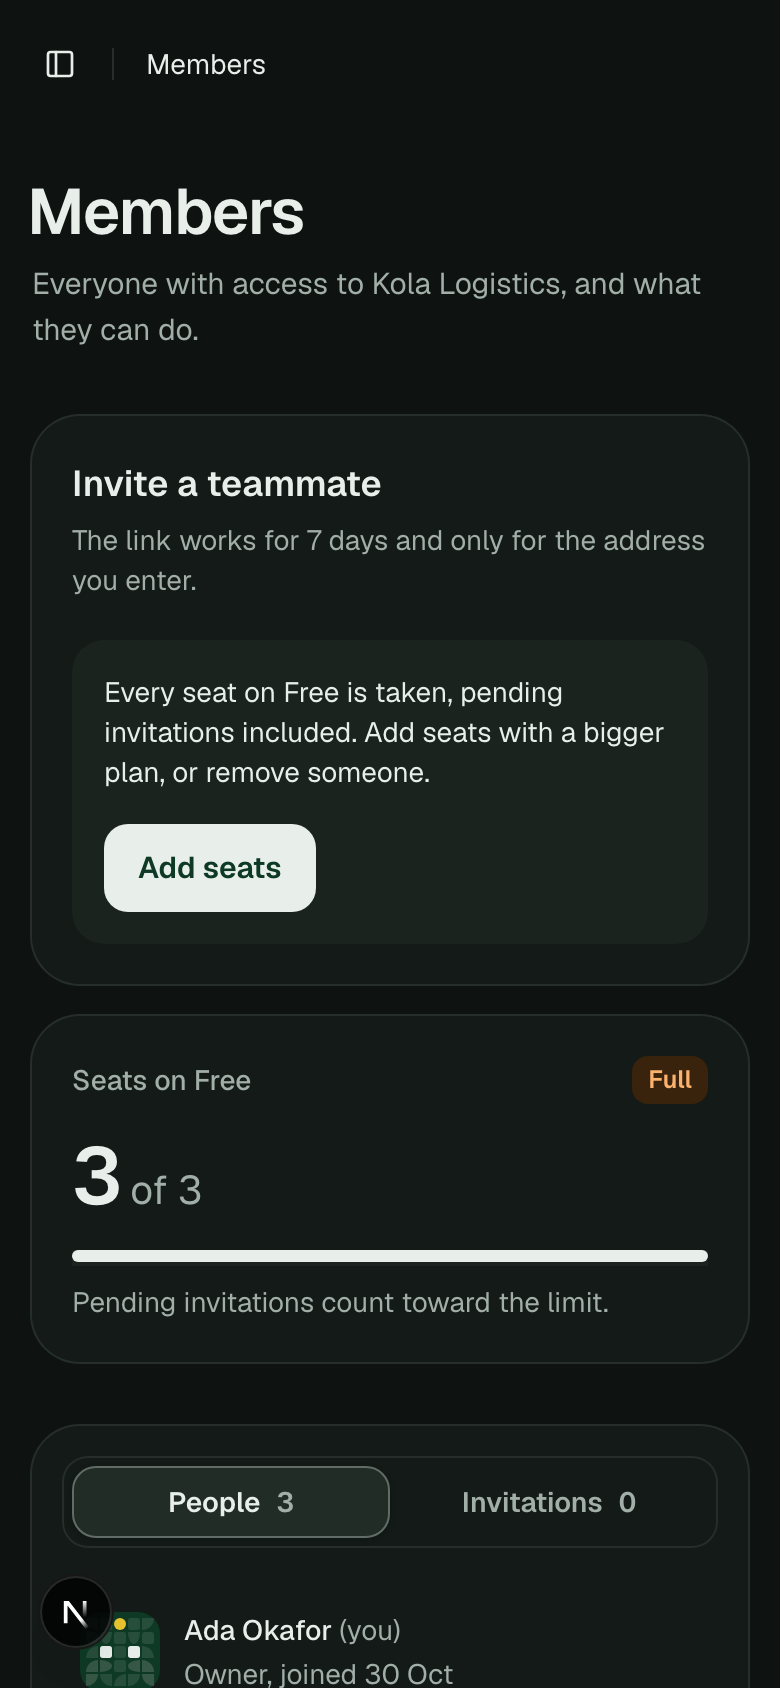 Members
Members
Everyone with access to Kola Logistics, and what
they can do.
Invite a teammate
The link works for 7 days and only for the address
you enter.
Every seat on Free is taken, pending
invitations included. Add seats with a bigger
plan, or remove someone.
Add seats
Seats on Free
Full
3 of 3
Pending invitations count toward the limit.
People 3
Invitations 0
N
Ada Okafor (you)
Owner, joined 30 Oct